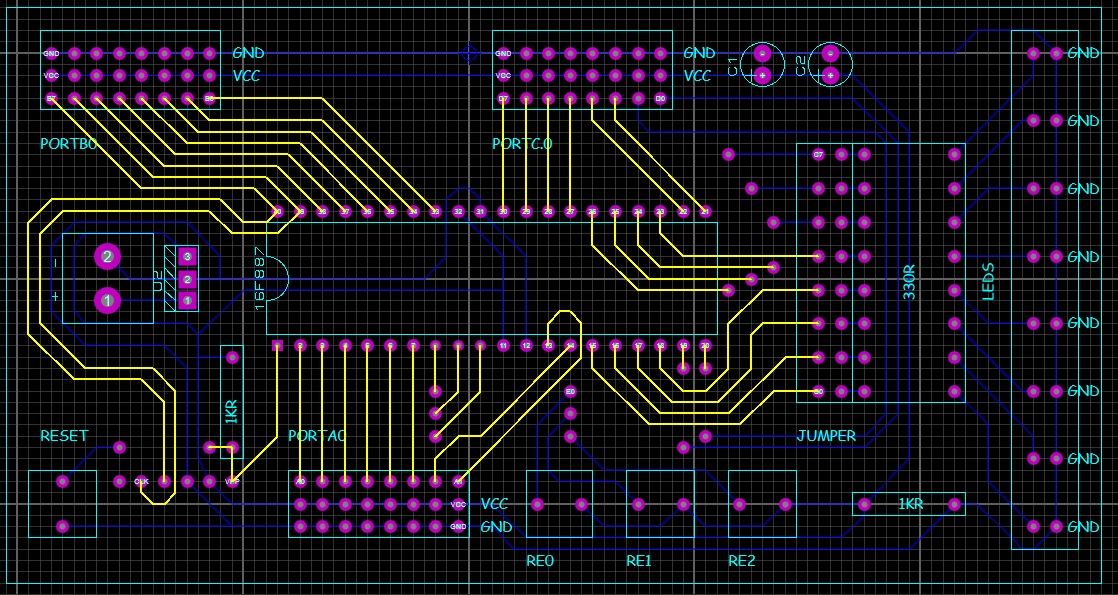 GND GND GND GND GND
VCC VCC VCC VCC
B7 B0 D7 D0
C1 C2
GND
PORTB0 PORTC.0
C7
GND
40 39 38 37 36 35 34 33 32 31 30 29 28 27 26 25 24 23 22 21
2 3 GND
- U2 2 16F887 330R LEDS
+ 1 1
GND
2 3 4 5 6 7 8 9 10 11 12 13 14 15 16 17 18 19 20
1KR E0 C0 GND
RESET PORTA0 JUMPER
GND
CLK VPP A0 A7
VCC VCC 1KR
GND GND GND
RE0 RE1 RE2